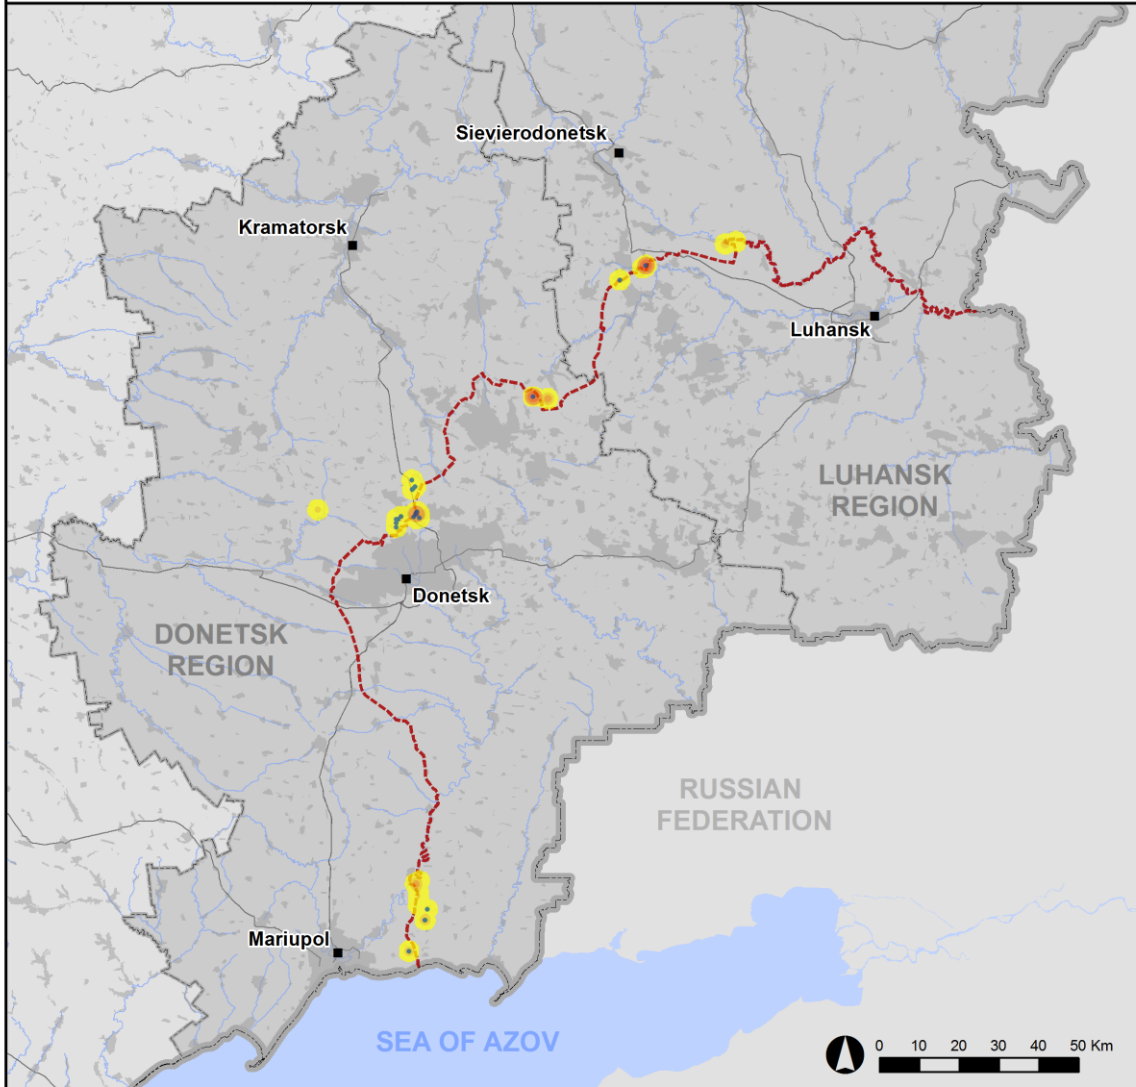 Sievierodonetsk
Kramatorsk
Luhansk
LUHANSK
REGION
Donetsk
DONETSK
REGION
RUSSIAN
FEDERATION
Mariupol
SEA OF AZOV
0 10 20 30 40 50 Km